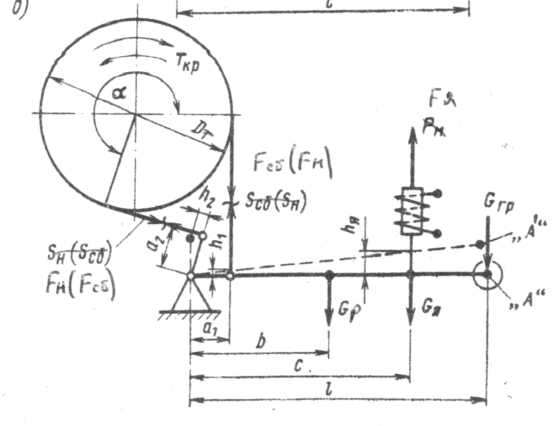 б)
l
Tкр
α
Dт
Fя
Pм
Fсб(Fн)
Sсб(Sн)
h₂
Gгр
hя
„A'“
a₂
Sн(Sсб)
Fн(Fсб)
h₁
„A“
a₁
Gр
Gя
b
c
l